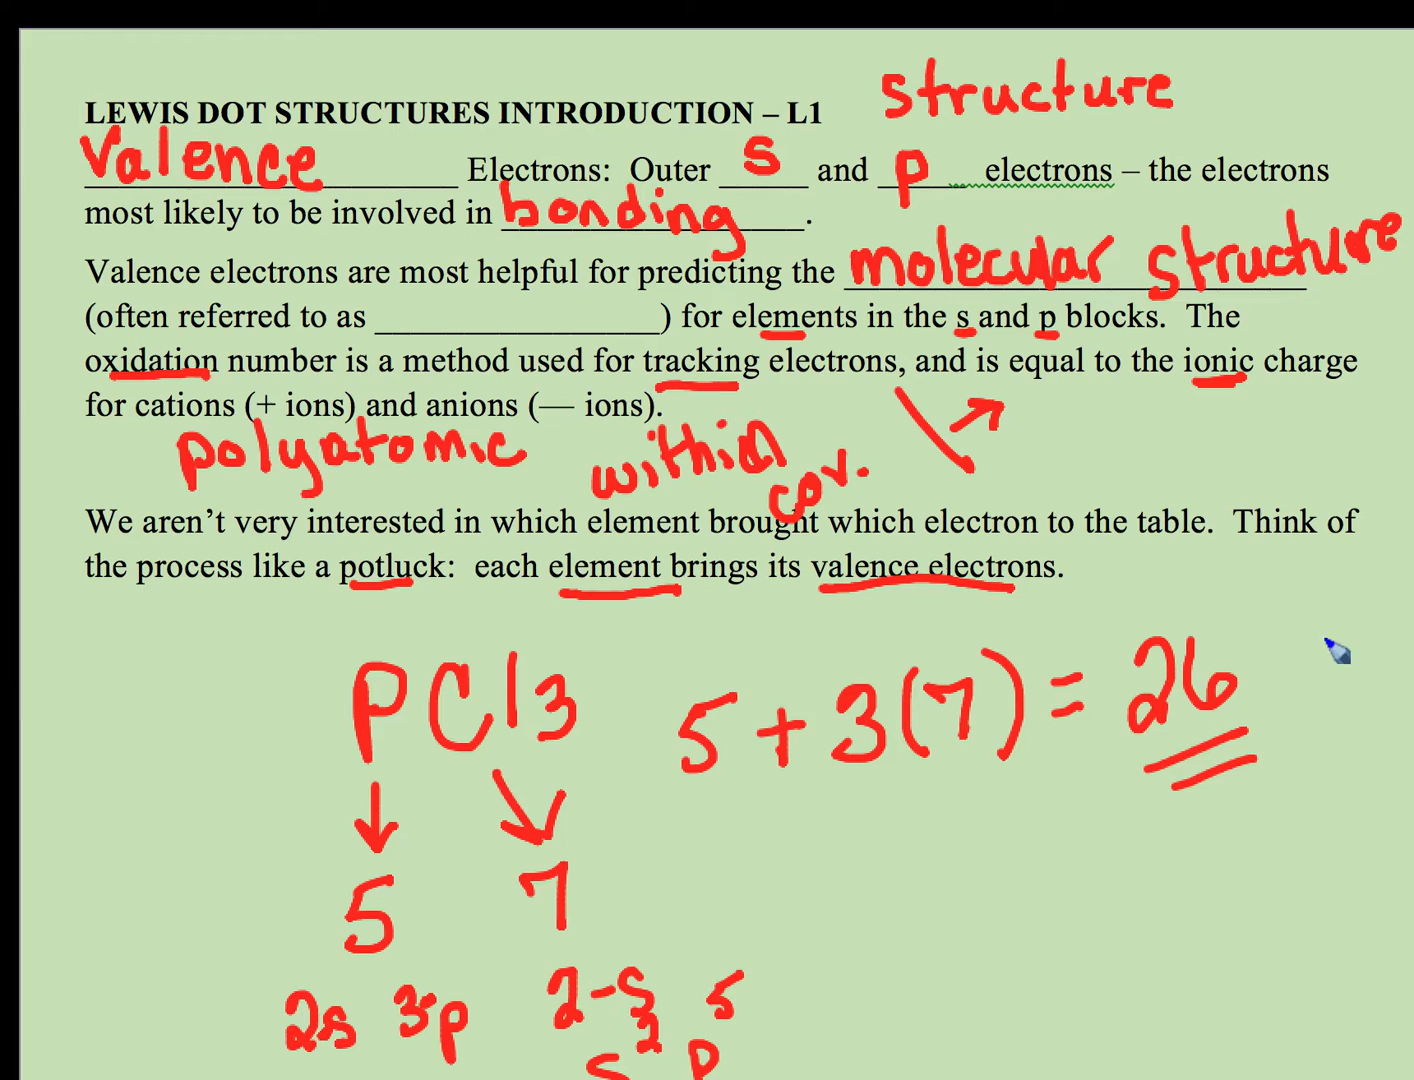 structure
LEWIS DOT STRUCTURES INTRODUCTION – L1
Valence Electrons: Outer s and p electrons – the electrons
most likely to be involved in bonding.
Valence electrons are most helpful for predicting the molecular structure
(often referred to as ________________) for elements in the s and p blocks. The
oxidation number is a method used for tracking electrons, and is equal to the ionic charge
for cations (+ ions) and anions (— ions).
polyatomic within
cov.
We aren't very interested in which element brought which electron to the table. Think of
the process like a potluck: each element brings its valence electrons.
PCl3 5 + 3(7) = 26
5 7
2s 3p 2-s 5
2
s p